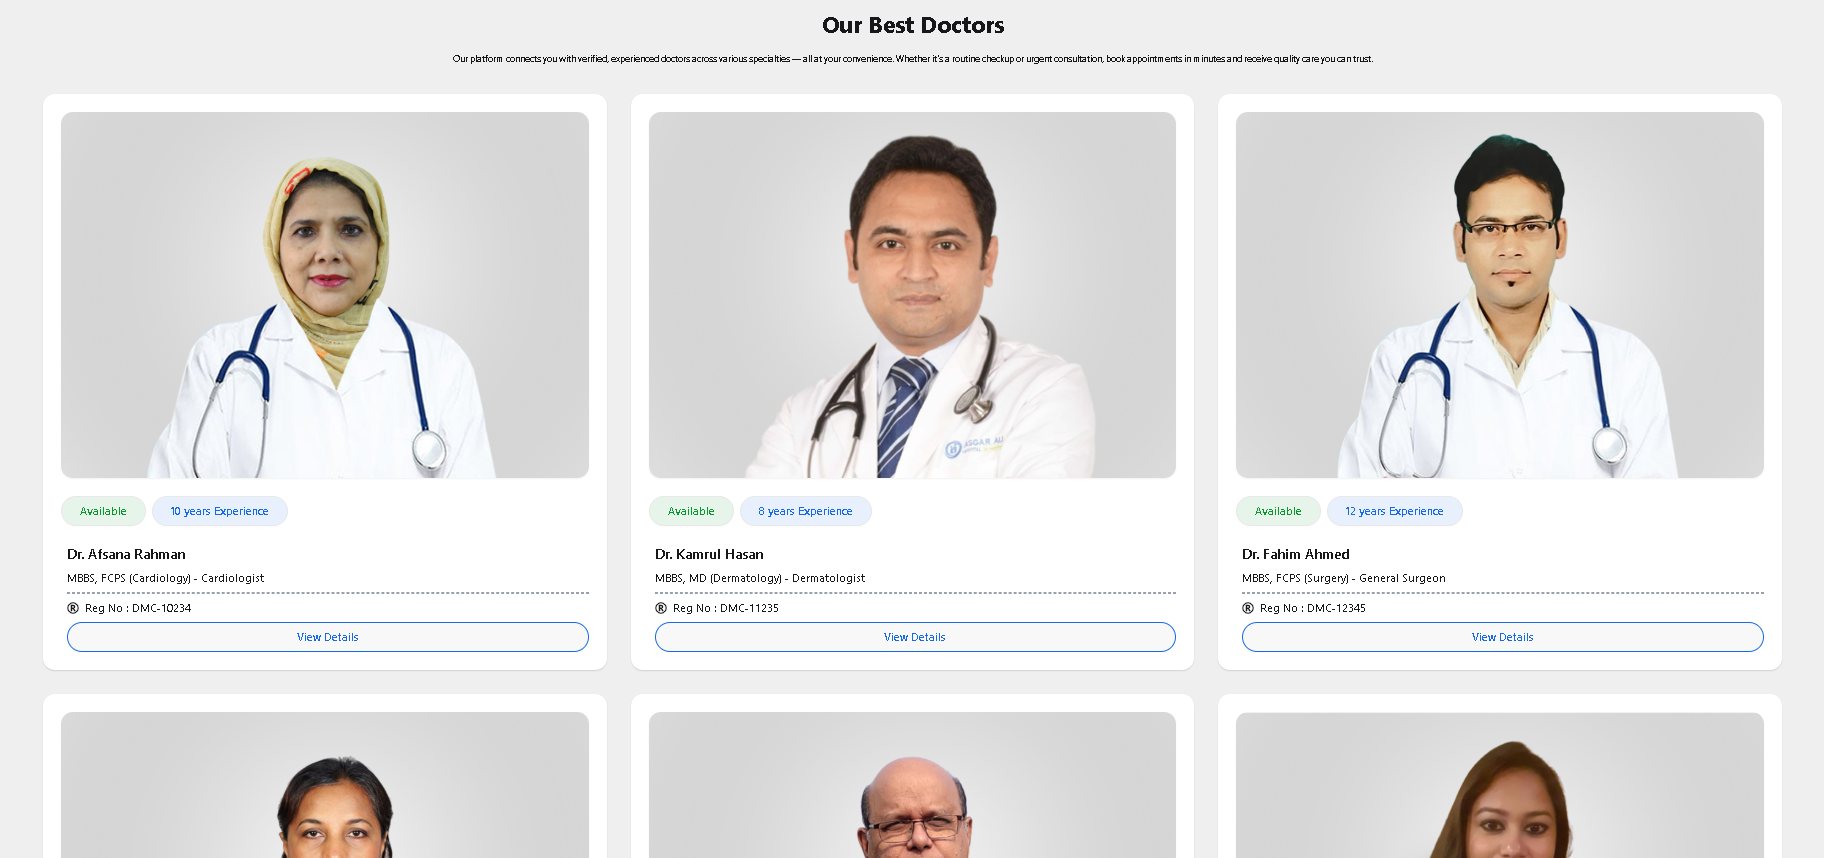 Our Best Doctors
Our platform connects you with verified, experienced doctors across various specialties — all at your convenience. Whether it's a routine checkup or urgent consultation, book appointments in minutes and receive quality care you can trust.
ASGAR ALI
Available 10 years Experience
Available 8 years Experience
Available 12 years Experience
Dr. Afsana Rahman
Dr. Kamrul Hasan
Dr. Fahim Ahmed
MBBS, FCPS (Cardiology) - Cardiologist
MBBS, MD (Dermatology) - Dermatologist
MBBS, FCPS (Surgery) - General Surgeon
® Reg No : DMC-10234
® Reg No : DMC-11235
® Reg No : DMC-12345
View Details
View Details
View Details